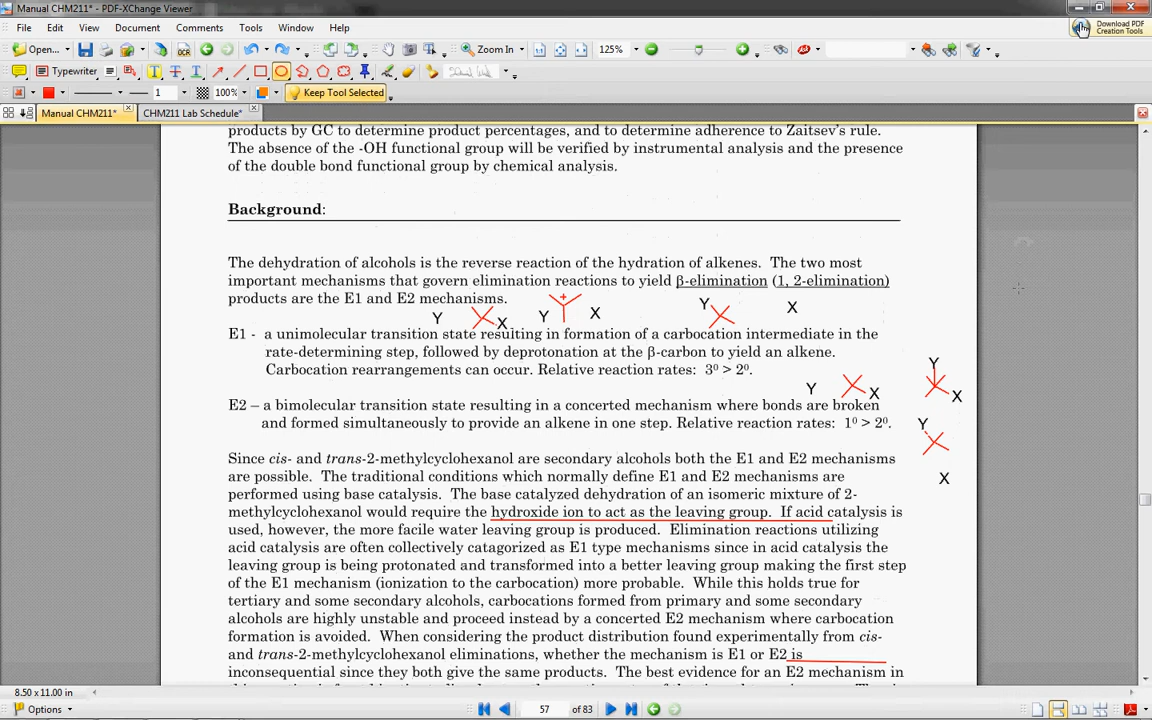 Manual CHM211* - PDF-XChange Viewer
File Edit View Document Comments Tools Window Help
Download PDF
Creation Tools
Open... OCR Zoom In 125%
Typewriter
1 100% Keep Tool Selected
Manual CHM211* CHM211 Lab Schedule*
products by GC to determine product percentages, and to determine adherence to Zaitsev's rule.
The absence of the -OH functional group will be verified by instrumental analysis and the presence
of the double bond functional group by chemical analysis.
Background:
The dehydration of alcohols is the reverse reaction of the hydration of alkenes. The two most
important mechanisms that govern elimination reactions to yield β-elimination (1, 2-elimination)
products are the E1 and E2 mechanisms.
Y X Y + X Y X
E1 - a unimolecular transition state resulting in formation of a carbocation intermediate in the
rate-determining step, followed by deprotonation at the β-carbon to yield an alkene.
Carbocation rearrangements can occur. Relative reaction rates: 3⁰ > 2⁰.
Y X Y X
E2 – a bimolecular transition state resulting in a concerted mechanism where bonds are broken
and formed simultaneously to provide an alkene in one step. Relative reaction rates: 1⁰ > 2⁰.
Y X
Since cis- and trans-2-methylcyclohexanol are secondary alcohols both the E1 and E2 mechanisms
are possible. The traditional conditions which normally define E1 and E2 mechanisms are
performed using base catalysis. The base catalyzed dehydration of an isomeric mixture of 2-
methylcyclohexanol would require the hydroxide ion to act as the leaving group. If acid catalysis is
used, however, the more facile water leaving group is produced. Elimination reactions utilizing
acid catalysis are often collectively catagorized as E1 type mechanisms since in acid catalysis the
leaving group is being protonated and transformed into a better leaving group making the first step
of the E1 mechanism (ionization to the carbocation) more probable. While this holds true for
tertiary and some secondary alcohols, carbocations formed from primary and some secondary
alcohols are highly unstable and proceed instead by a concerted E2 mechanism where carbocation
formation is avoided. When considering the product distribution found experimentally from cis-
and trans-2-methylcyclohexanol eliminations, whether the mechanism is E1 or E2 is
inconsequential since they both give the same products. The best evidence for an E2 mechanism in
8.50 x 11.00 in
Options 57 of 83